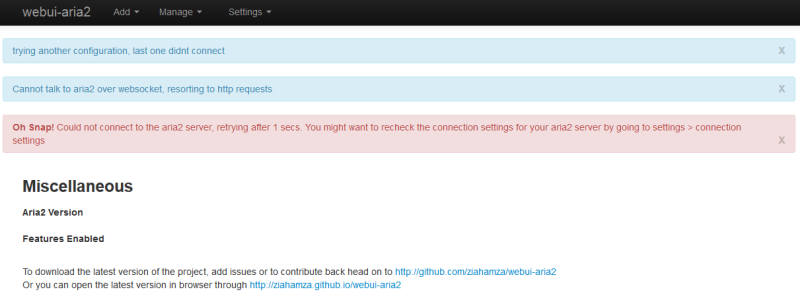 webui-aria2 Add Manage Settings
trying another configuration, last one didnt connect x
Cannot talk to aria2 over websocket, resorting to http requests x
Oh Snap! Could not connect to the aria2 server, retrying after 1 secs. You might want to recheck the connection settings for your aria2 server by going to settings > connection
settings x
Miscellaneous
Aria2 Version
Features Enabled
To download the latest version of the project, add issues or to contribute back head on to http://github.com/ziahamza/webui-aria2
Or you can open the latest version in browser through http://ziahamza.github.io/webui-aria2